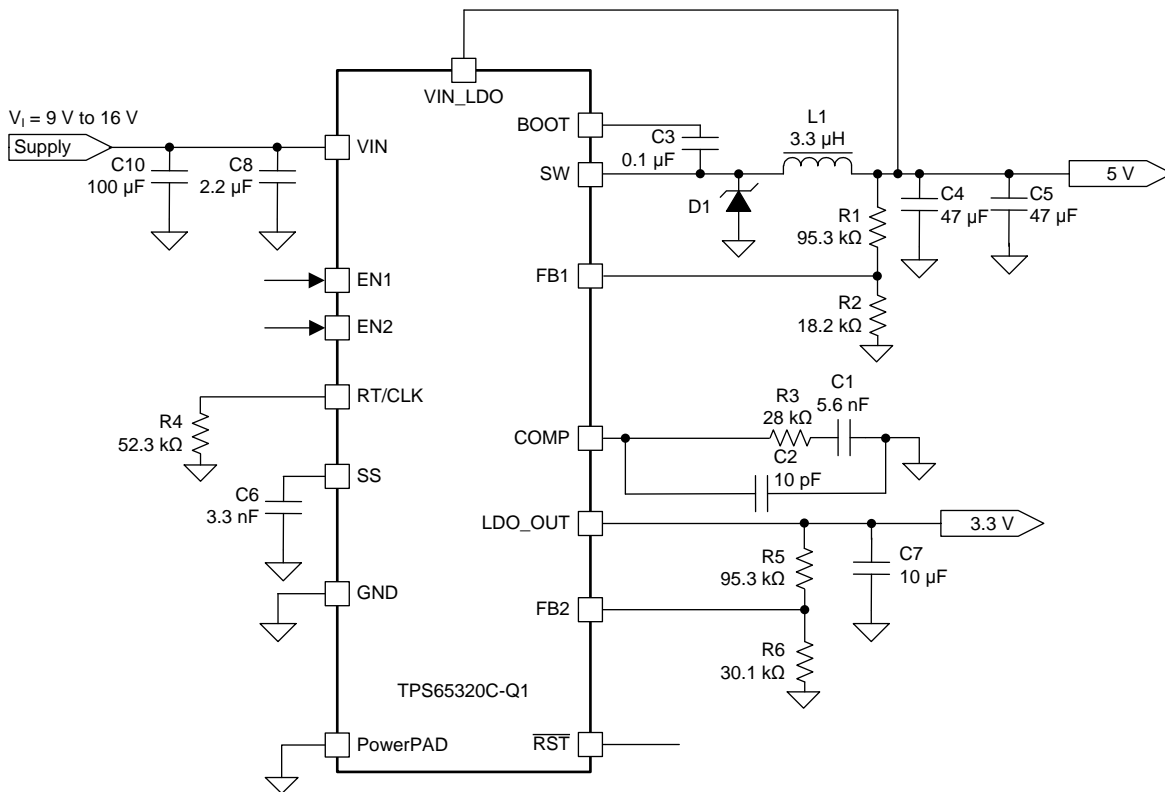 VIN_LDO
V_I = 9 V to 16 V
Supply
C10
100 µF
C8
2.2 µF
VIN
BOOT
C3
0.1 µF
L1
3.3 µH
SW
D1
5 V
C4
47 µF
C5
47 µF
R1
95.3 kΩ
EN1
FB1
EN2
R2
18.2 kΩ
RT/CLK
R4
52.3 kΩ
COMP
R3
28 kΩ
C1
5.6 nF
C2
10 pF
SS
C6
3.3 nF
LDO_OUT
3.3 V
R5
95.3 kΩ
C7
10 µF
GND
FB2
R6
30.1 kΩ
TPS65320C-Q1
PowerPAD
R̅S̅T̅